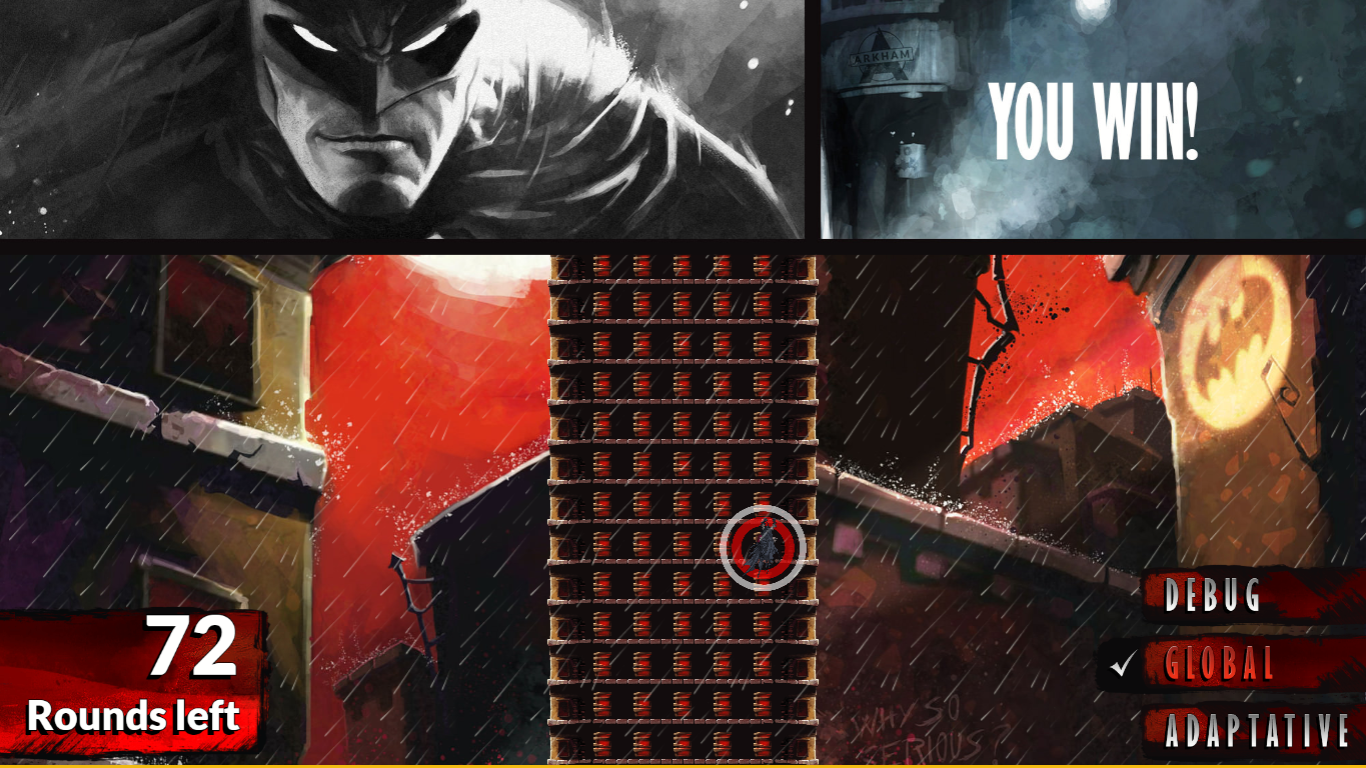 ARKHAM
YOU WIN!
72
Rounds left
WHY SO
SERIOUS?
DEBUG
GLOBAL
ADAPTATIVE